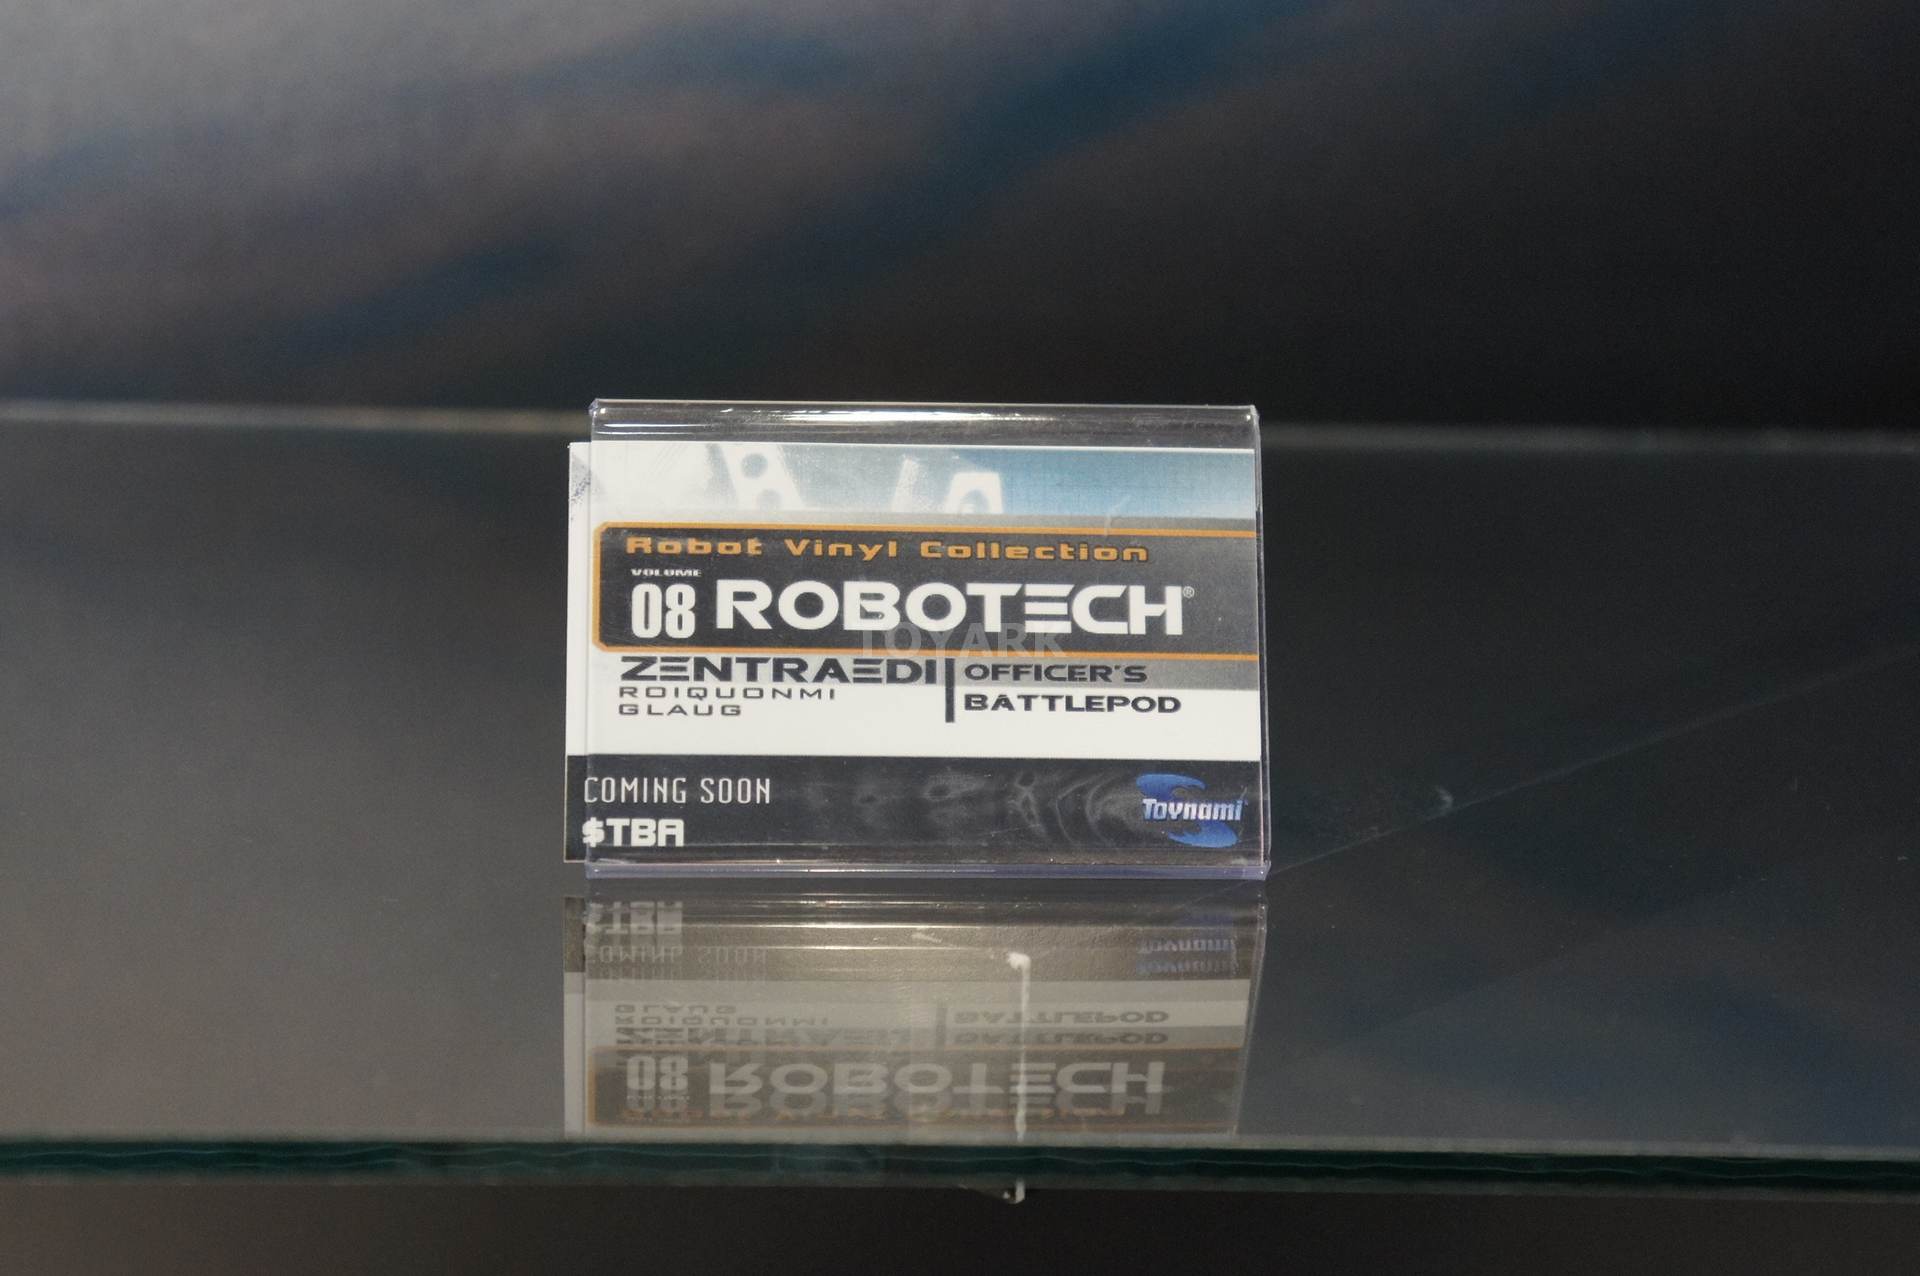 Robot Vinyl Collection
VOLUME
08 ROBOTECH®
TOYARK
ZENTRAEDI
ROIQUONMI
GLAUG
OFFICER'S
BATTLEPOD
COMING SOON
$TBA
Toynami